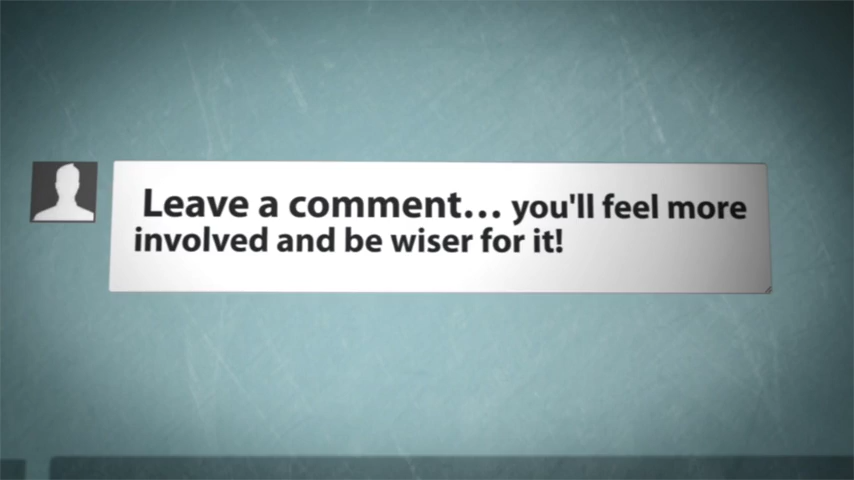 Leave a comment... you'll feel more
involved and be wiser for it!